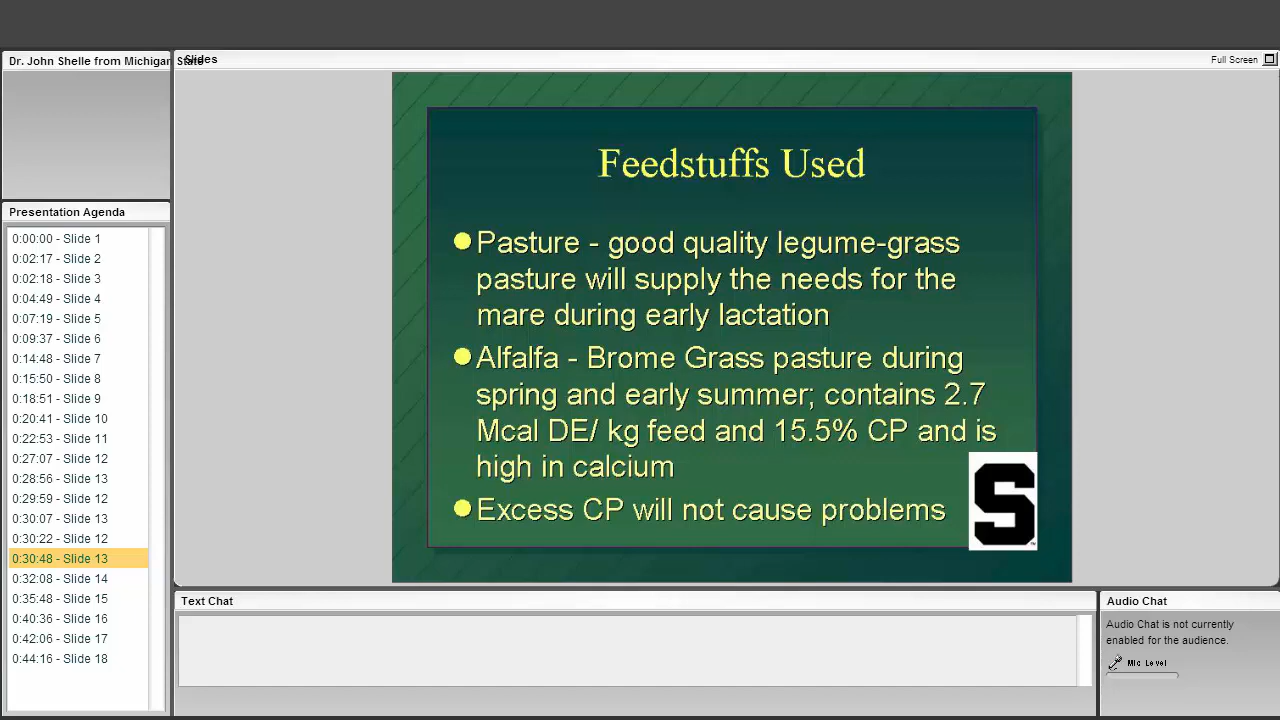 Dr. John Shelle from Michigan State
Slides
Full Screen
Feedstuffs Used
Pasture - good quality legume-grass
pasture will supply the needs for the
mare during early lactation
Alfalfa - Brome Grass pasture during
spring and early summer; contains 2.7
Mcal DE/ kg feed and 15.5% CP and is
high in calcium
Excess CP will not cause problems
S
Presentation Agenda
0:00:00 - Slide 1
0:02:17 - Slide 2
0:02:18 - Slide 3
0:04:49 - Slide 4
0:07:19 - Slide 5
0:09:37 - Slide 6
0:14:48 - Slide 7
0:15:50 - Slide 8
0:18:51 - Slide 9
0:20:41 - Slide 10
0:22:53 - Slide 11
0:27:07 - Slide 12
0:28:56 - Slide 13
0:29:59 - Slide 12
0:30:07 - Slide 13
0:30:22 - Slide 12
0:30:48 - Slide 13
0:32:08 - Slide 14
0:35:48 - Slide 15
0:40:36 - Slide 16
0:42:06 - Slide 17
0:44:16 - Slide 18
Text Chat
Audio Chat
Audio Chat is not currently
enabled for the audience.
Mic Level